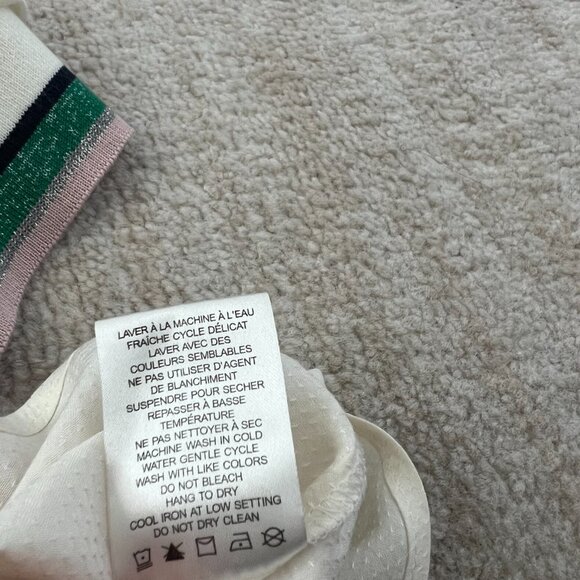 LAVER À LA MACHINE À L'EAU
FRAÎCHE CYCLE DÉLICAT
LAVER AVEC DES
COULEURS SEMBLABLES
NE PAS UTILISER D'AGENT
DE BLANCHIMENT
SUSPENDRE POUR SECHER
REPASSER À BASSE
TEMPÉRATURE
NE PAS NETTOYER À SEC
MACHINE WASH IN COLD
WATER GENTLE CYCLE
WASH WITH LIKE COLORS
DO NOT BLEACH
HANG TO DRY
COOL IRON AT LOW SETTING
DO NOT DRY CLEAN